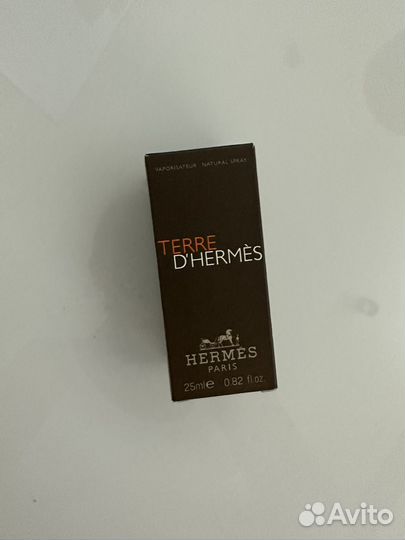 VAPORISATEUR · NATURAL SPRAY
TERRE
D'HERMÈS
HERMÈS
PARIS
25ml℮ 0.82 fl.oz.
Avito